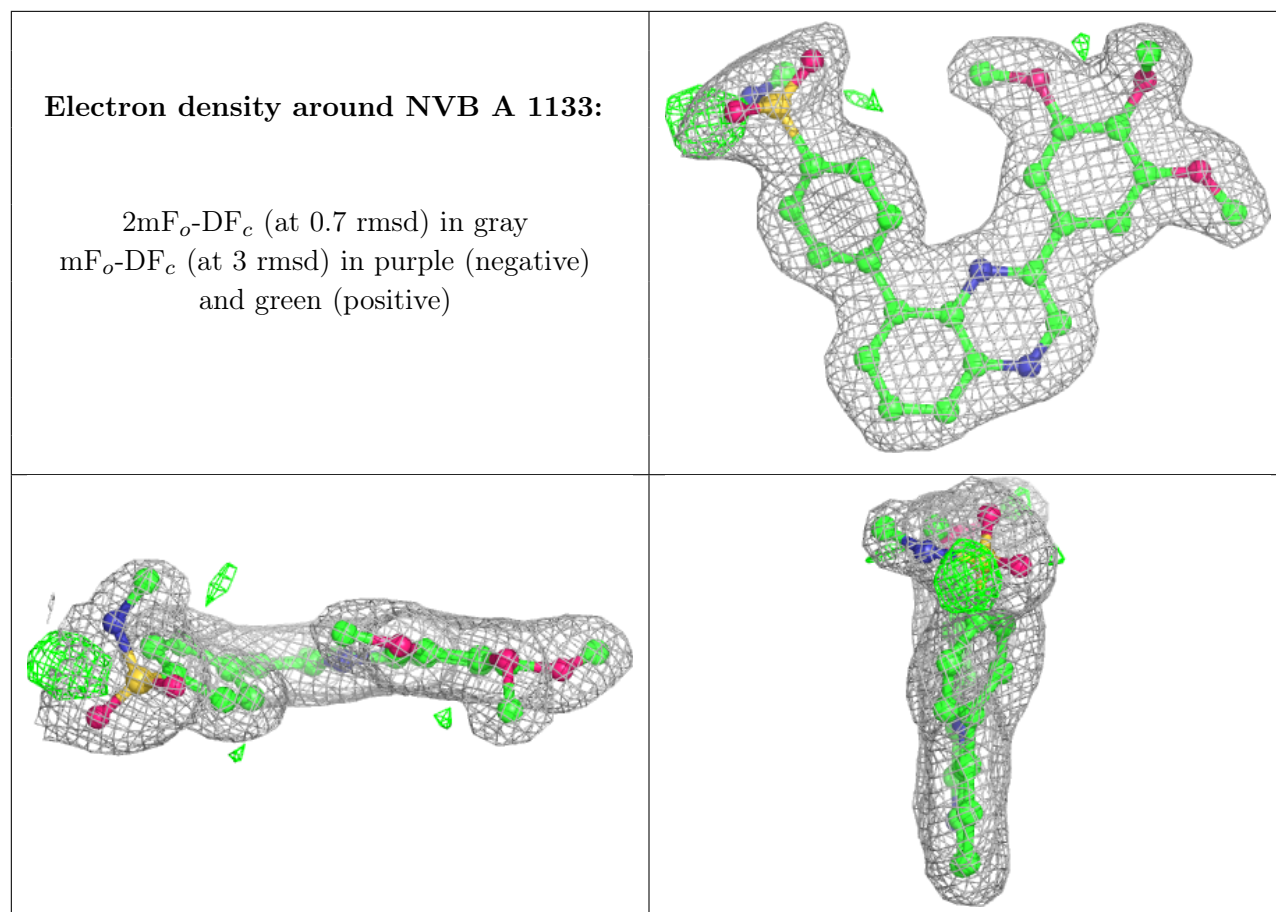 Electron density around NVB A 1133:
2mFo-DFc (at 0.7 rmsd) in gray
mFo-DFc (at 3 rmsd) in purple (negative)
and green (positive)